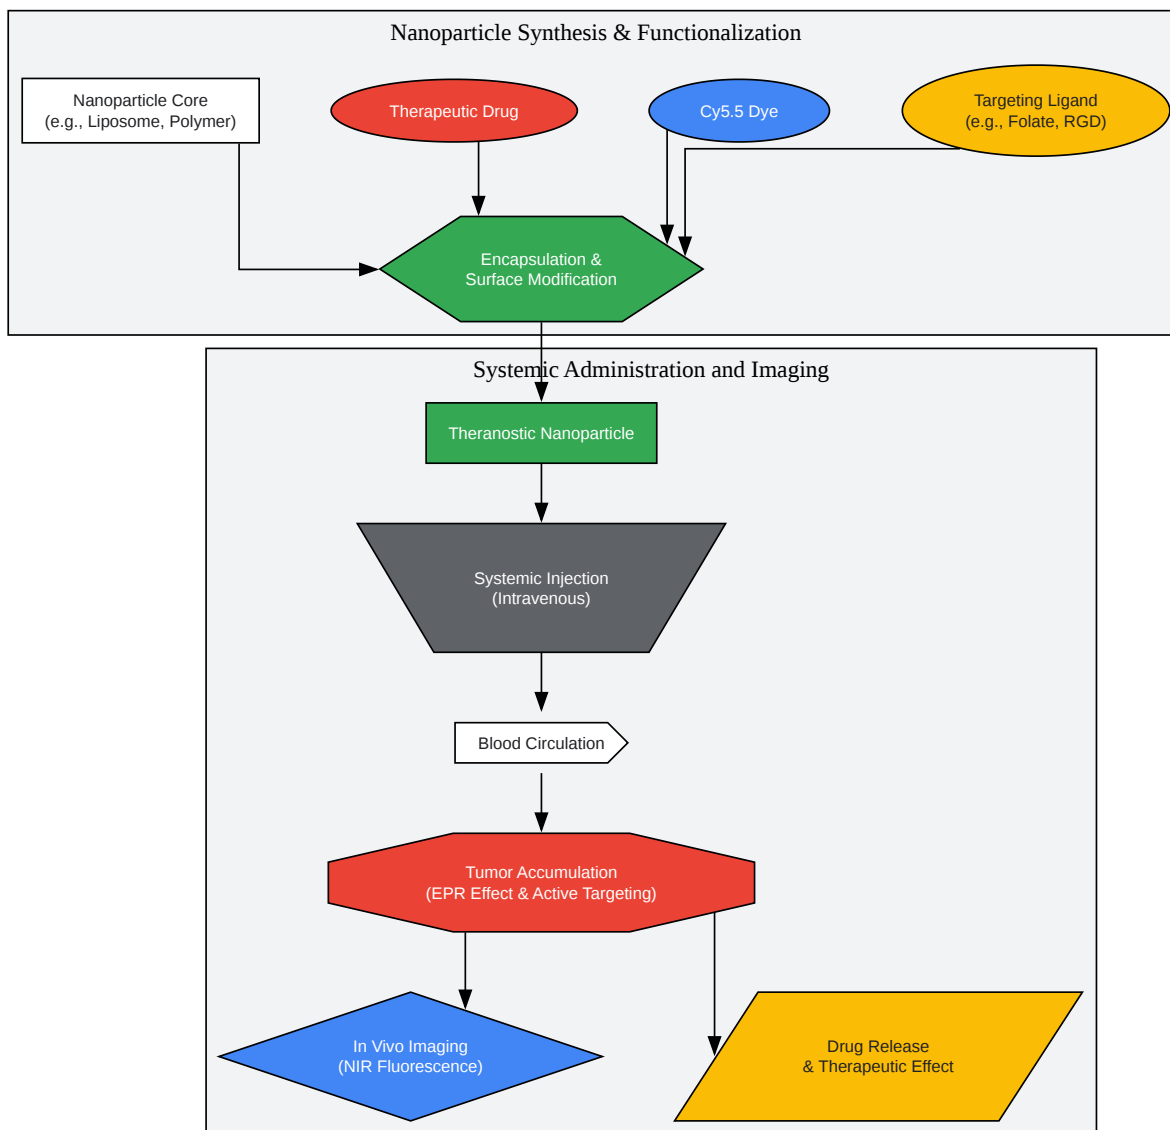 Nanoparticle Synthesis & Functionalization
Nanoparticle Core
(e.g., Liposome, Polymer)
Therapeutic Drug
Cy5.5 Dye
Targeting Ligand
(e.g., Folate, RGD)
Encapsulation &
Surface Modification
Systemic Administration and Imaging
Theranostic Nanoparticle
Systemic Injection
(Intravenous)
Blood Circulation
Tumor Accumulation
(EPR Effect & Active Targeting)
In Vivo Imaging
(NIR Fluorescence)
Drug Release
& Therapeutic Effect